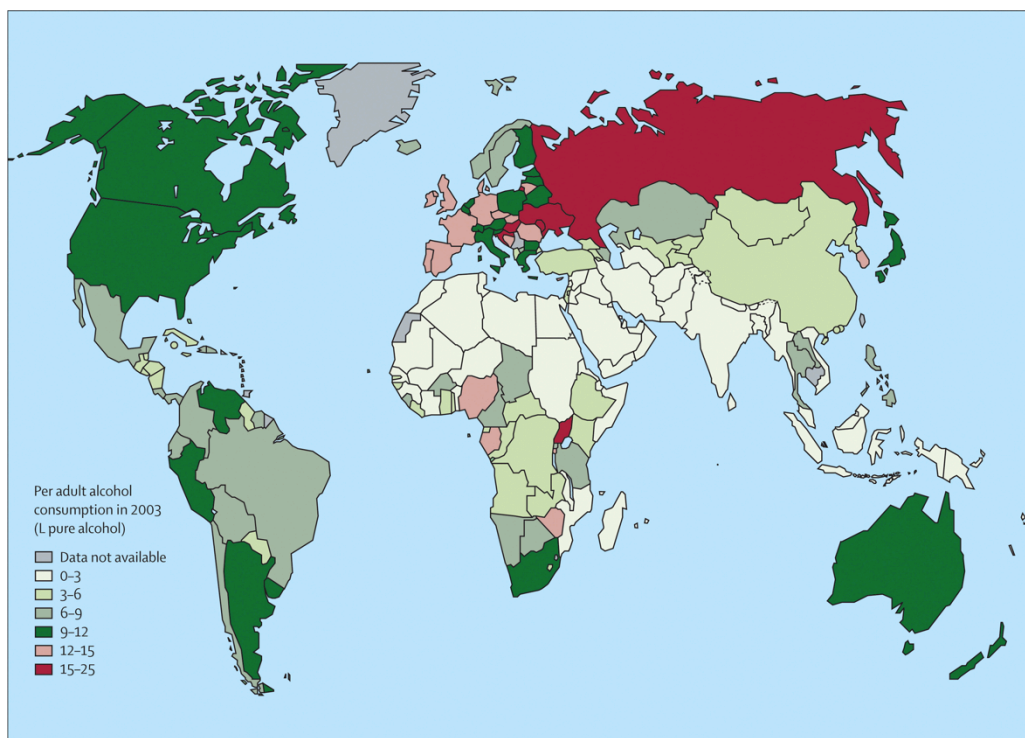 Per adult alcohol
consumption in 2003
(L pure alcohol)
Data not available
0–3
3–6
6–9
9–12
12–15
15–25